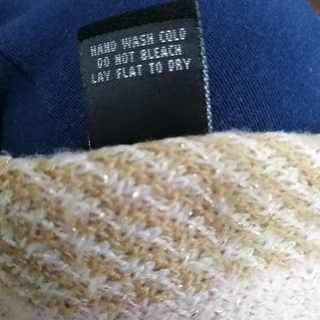 HAND WASH COLD
DO NOT BLEACH
LAY FLAT TO DRY